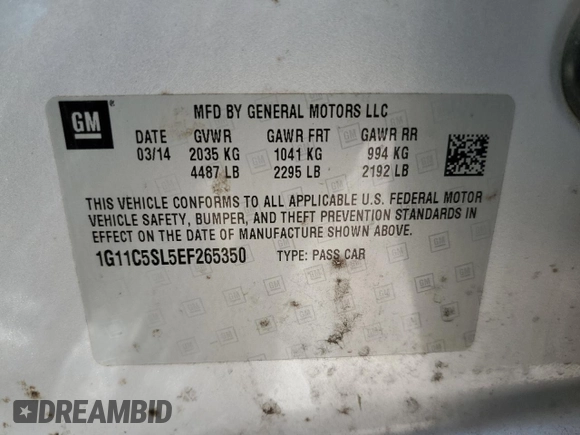 GM
MFD BY GENERAL MOTORS LLC
DATE GVWR GAWR FRT GAWR RR
03/14 2035 KG 1041 KG 994 KG
4487 LB 2295 LB 2192 LB
THIS VEHICLE CONFORMS TO ALL APPLICABLE U.S. FEDERAL MOTOR
VEHICLE SAFETY, BUMPER, AND THEFT PREVENTION STANDARDS IN
EFFECT ON THE DATE OF MANUFACTURE SHOWN ABOVE.
1G11C5SL5EF265350 TYPE: PASS CAR
DREAMBID